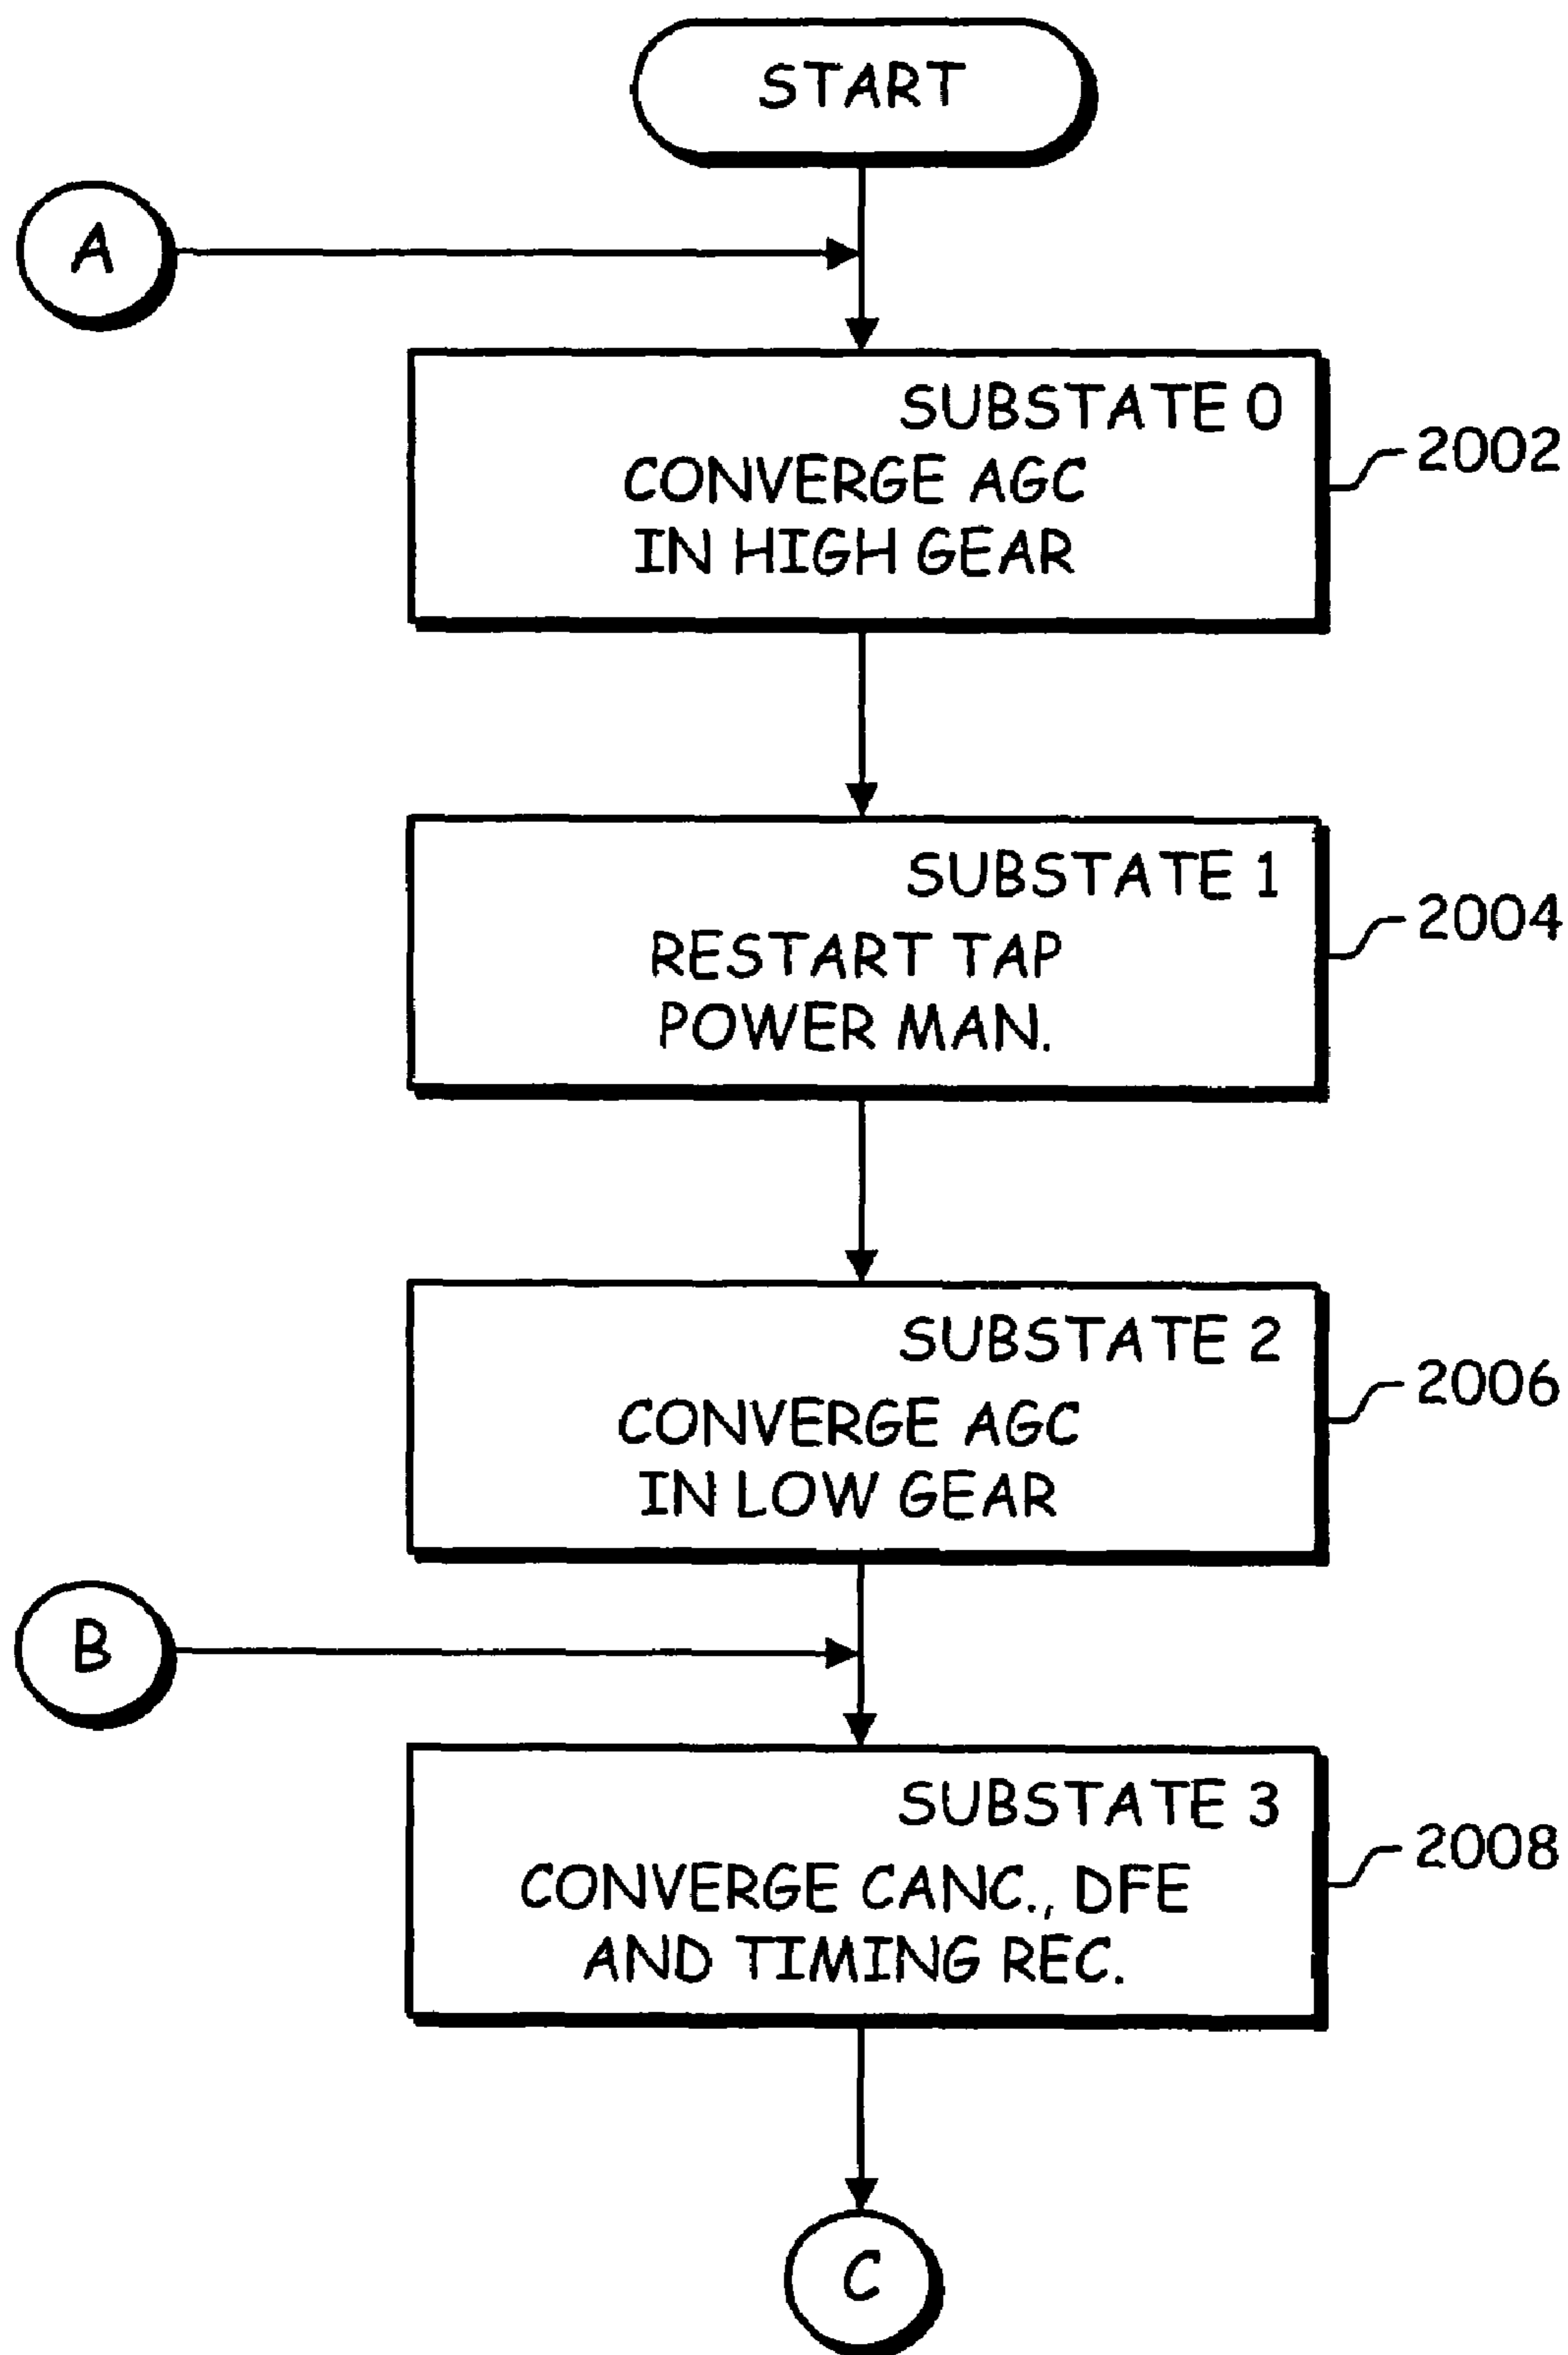 START
A
SUBSTATE 0
CONVERGE AGC
IN HIGH GEAR
2002
SUBSTATE 1
RESTART TAP
POWER MAN.
2004
SUBSTATE 2
CONVERGE AGC
IN LOW GEAR
2006
B
SUBSTATE 3
CONVERGE CANC., DFE
AND TIMING REC.
2008
C